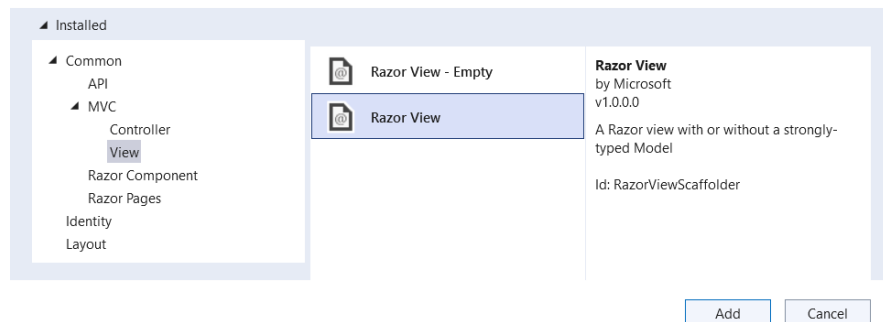 Installed
Common
API
MVC
Controller
View
Razor Component
Razor Pages
Identity
Layout
Razor View - Empty
Razor View
Razor View
by Microsoft
v1.0.0.0
A Razor view with or without a strongly-
typed Model
Id: RazorViewScaffolder
Add
Cancel